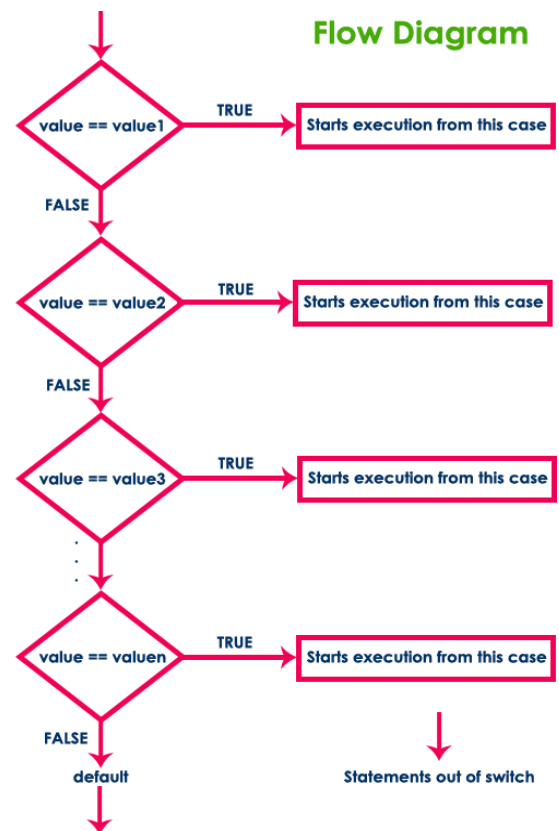 Flow Diagram
value == value1
TRUE
Starts execution from this case
FALSE
value == value2
TRUE
Starts execution from this case
FALSE
value == value3
TRUE
Starts execution from this case
.
.
.
value == valuen
TRUE
Starts execution from this case
FALSE
default
Statements out of switch